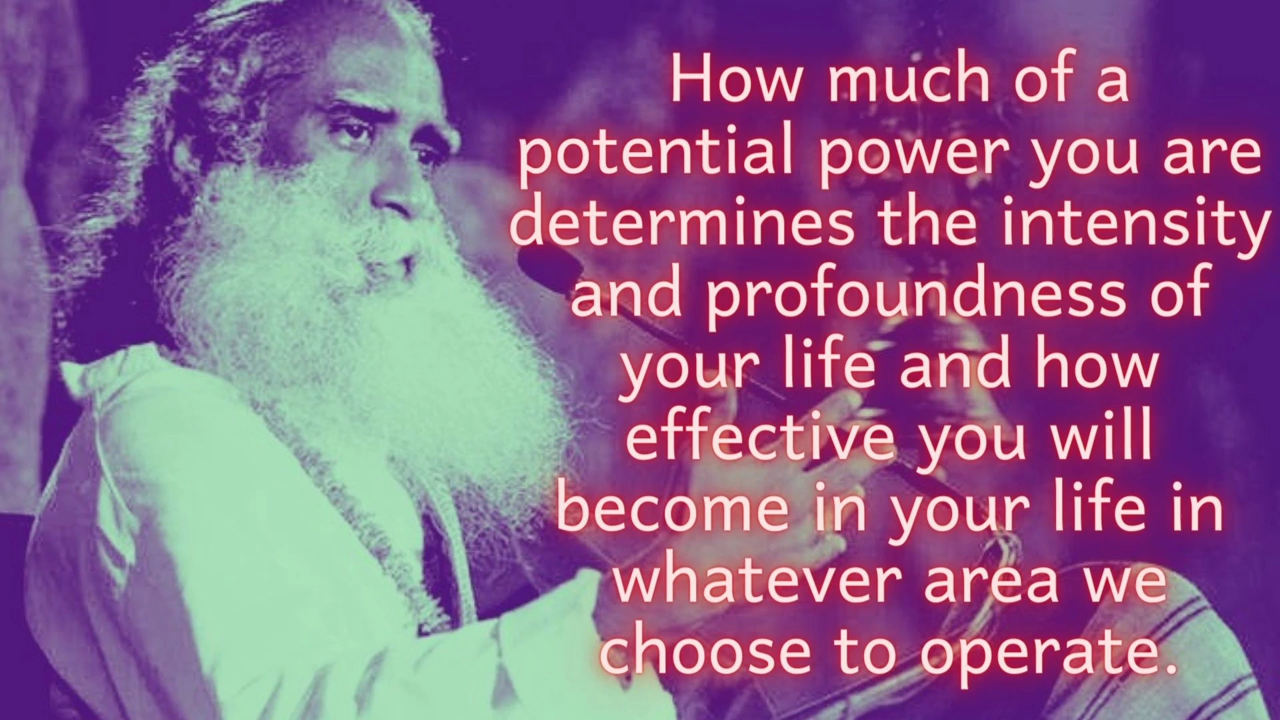 How much of a
potential power you are
determines the intensity
and profoundness of
your life and how
effective you will
become in your life in
whatever area we
choose to operate.